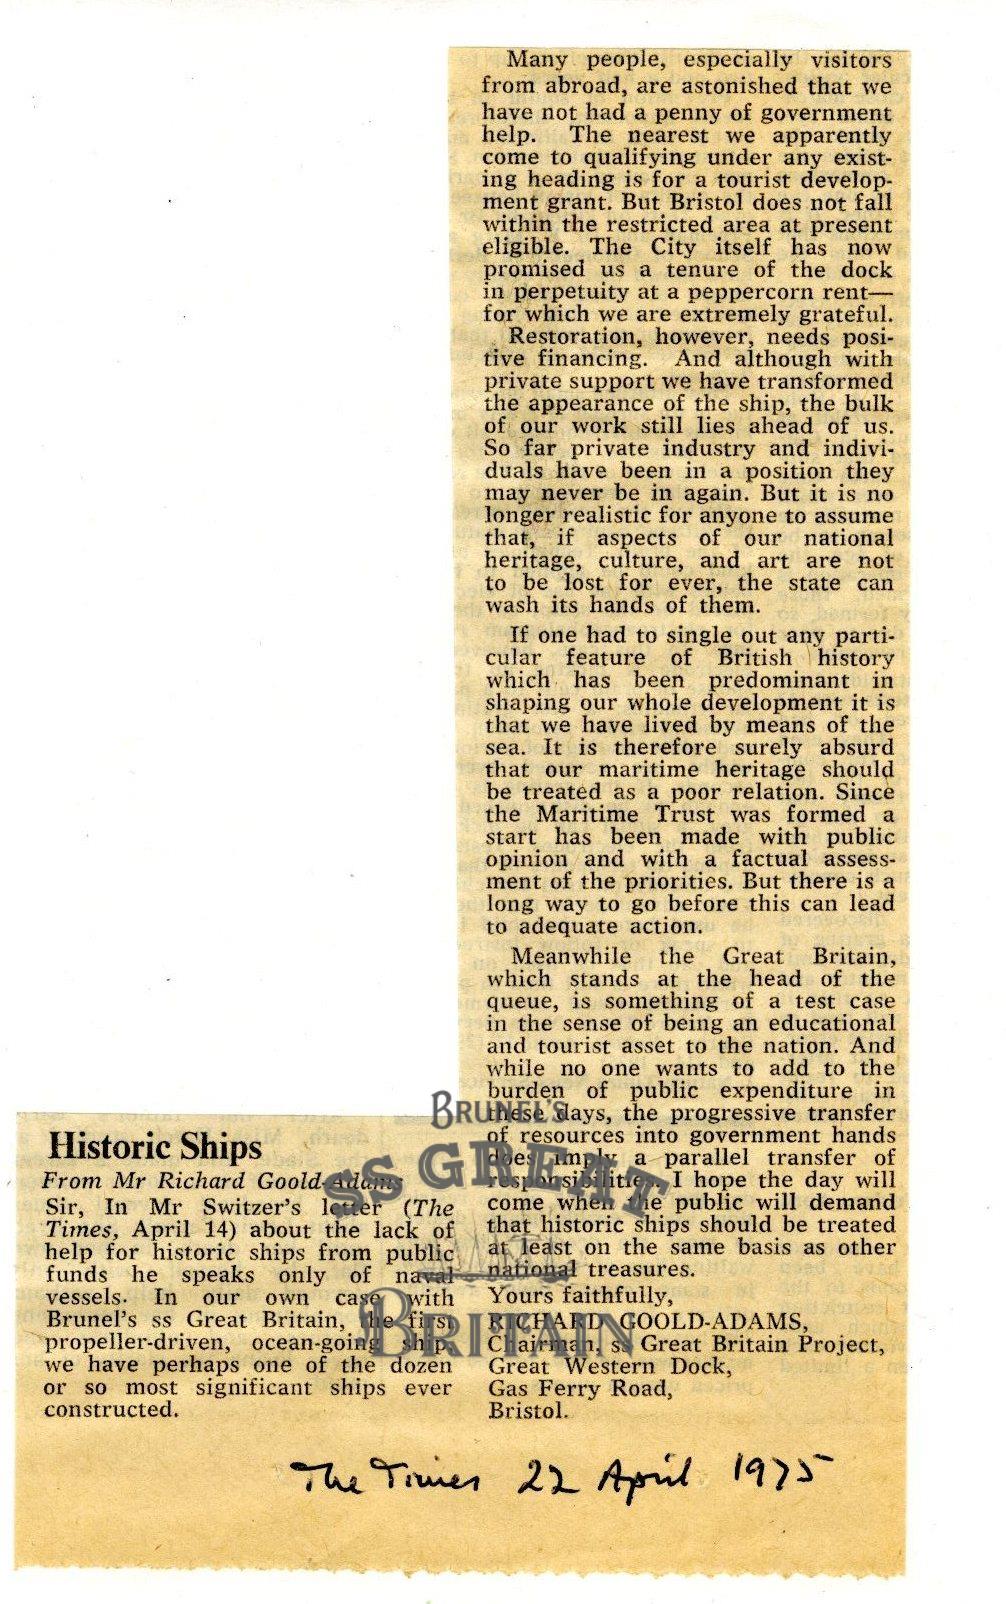 Historic Ships
From Mr Richard Goold-Adams
Sir, In Mr Switzer's letter (The
Times, April 14) about the lack of
help for historic ships from public
funds he speaks only of naval
vessels. In our own case with
Brunel's ss Great Britain, the first
propeller-driven, ocean-going ship,
we have perhaps one of the dozen
or so most significant ships ever
constructed.
Many people, especially visitors
from abroad, are astonished that we
have not had a penny of government
help. The nearest we apparently
come to qualifying under any exist-
ing heading is for a tourist develop-
ment grant. But Bristol does not fall
within the restricted area at present
eligible. The City itself has now
promised us a tenure of the dock
in perpetuity at a peppercorn rent—
for which we are extremely grateful.
Restoration, however, needs posi-
tive financing. And although with
private support we have transformed
the appearance of the ship, the bulk
of our work still lies ahead of us.
So far private industry and indivi-
duals have been in a position they
may never be in again. But it is no
longer realistic for anyone to assume
that, if aspects of our national
heritage, culture, and art are not
to be lost for ever, the state can
wash its hands of them.
If one had to single out any parti-
cular feature of British history
which has been predominant in
shaping our whole development it is
that we have lived by means of the
sea. It is therefore surely absurd
that our maritime heritage should
be treated as a poor relation. Since
the Maritime Trust was formed a
start has been made with public
opinion and with a factual assess-
ment of the priorities. But there is a
long way to go before this can lead
to adequate action.
Meanwhile the Great Britain,
which stands at the head of the
queue, is something of a test case
in the sense of being an educational
and tourist asset to the nation. And
while no one wants to add to the
burden of public expenditure in
these days, the progressive transfer
of resources into government hands
does imply a parallel transfer of
responsibilities. I hope the day will
come when the public will demand
that historic ships should be treated
at least on the same basis as other
national treasures.
Yours faithfully,
RICHARD GOOLD-ADAMS,
Chairman, ss Great Britain Project,
Great Western Dock,
Gas Ferry Road,
Bristol.
The Times 22 April 1975
BRUNEL'S
SS GREAT
BRITAIN